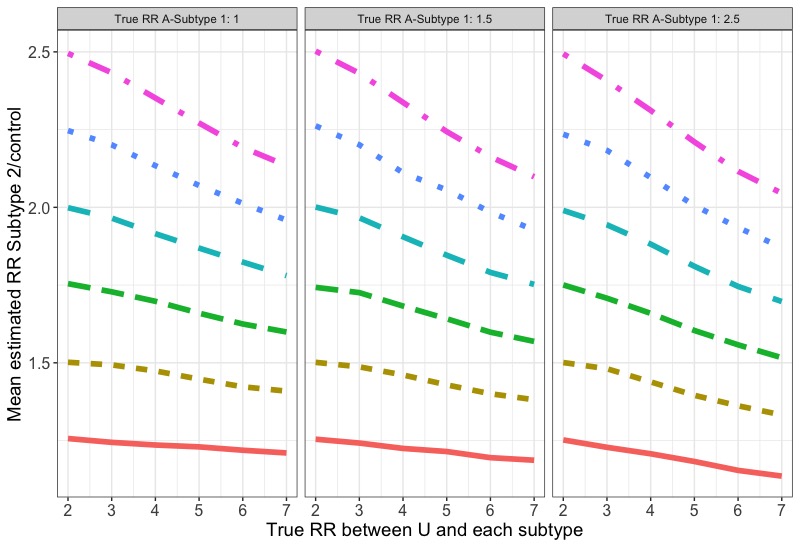 True RR A-Subtype 1: 1
True RR A-Subtype 1: 1.5
True RR A-Subtype 1: 2.5
Mean estimated RR Subtype 2/control
2.5
2.0
1.5
2 3 4 5 6 7
2 3 4 5 6 7
2 3 4 5 6 7
True RR between U and each subtype